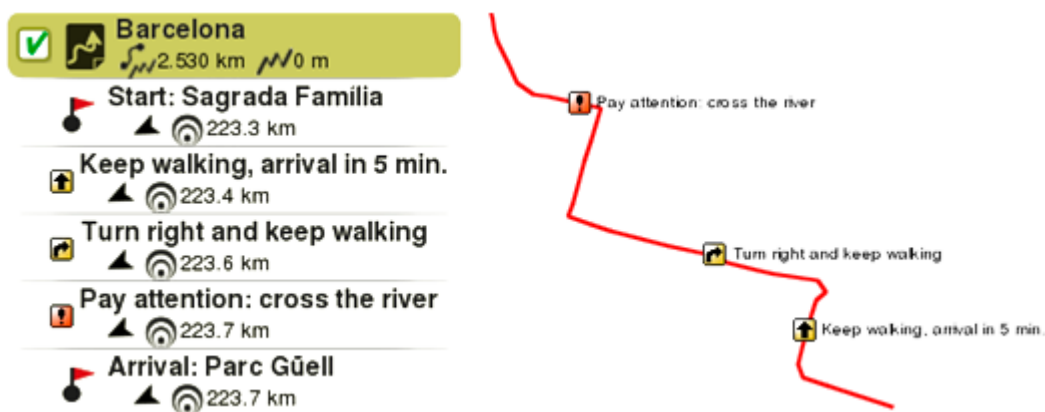 Barcelona
2.530 km 0 m
Start: Sagrada Família
223.3 km
Keep walking, arrival in 5 min.
223.4 km
Turn right and keep walking
223.6 km
Pay attention: cross the river
223.7 km
Arrival: Parc Gűell
223.7 km
Pay attention: cross the river
Turn right and keep walking
Keep walking, arrival in 5 min.